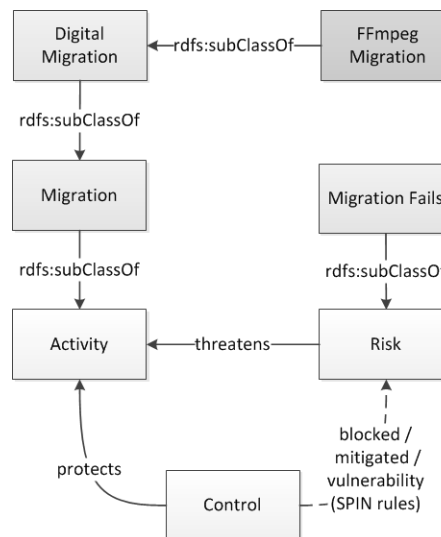 Digital
Migration
rdfs:subClassOf
FFmpeg
Migration
rdfs:subClassOf
Migration
Migration Fails
rdfs:subClassOf
rdfs:subClassOf
Activity
threatens
Risk
protects
blocked /
mitigated /
vulnerability
(SPIN rules)
Control